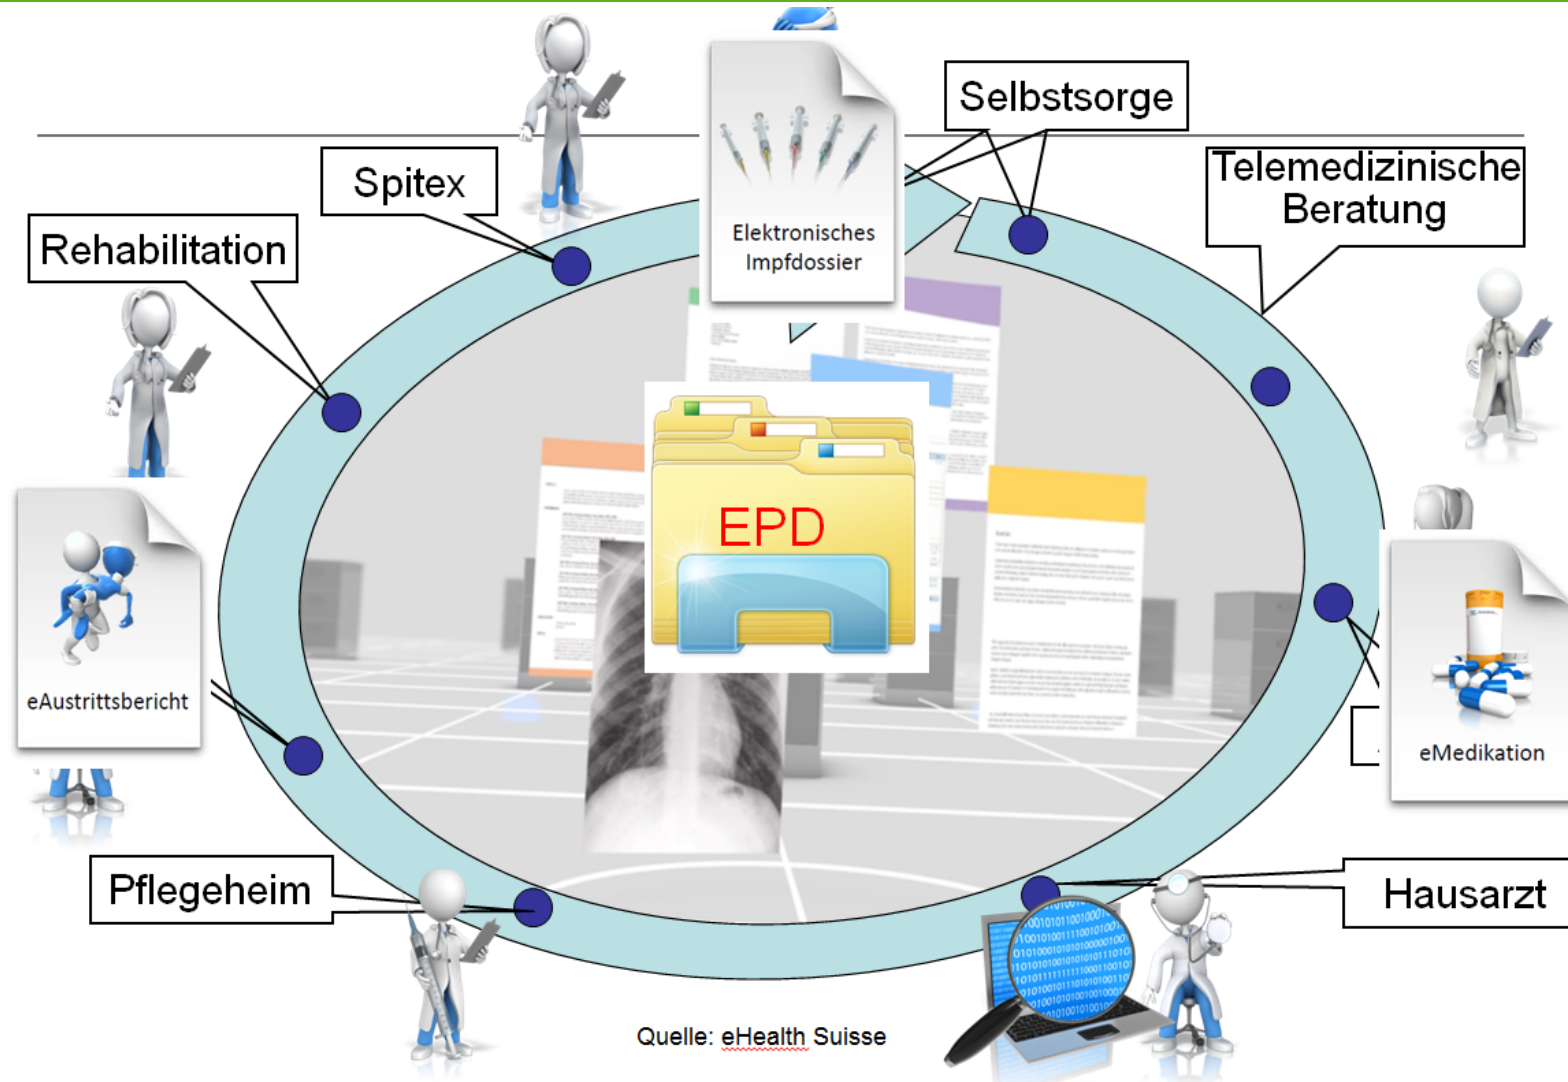 Selbstsorge
Telemedizinische
Beratung
Spitex
Rehabilitation
Elektronisches
Impfdossier
EPD
eAustrittsbericht
eMedikation
Pflegeheim
Hausarzt
Quelle: eHealth Suisse